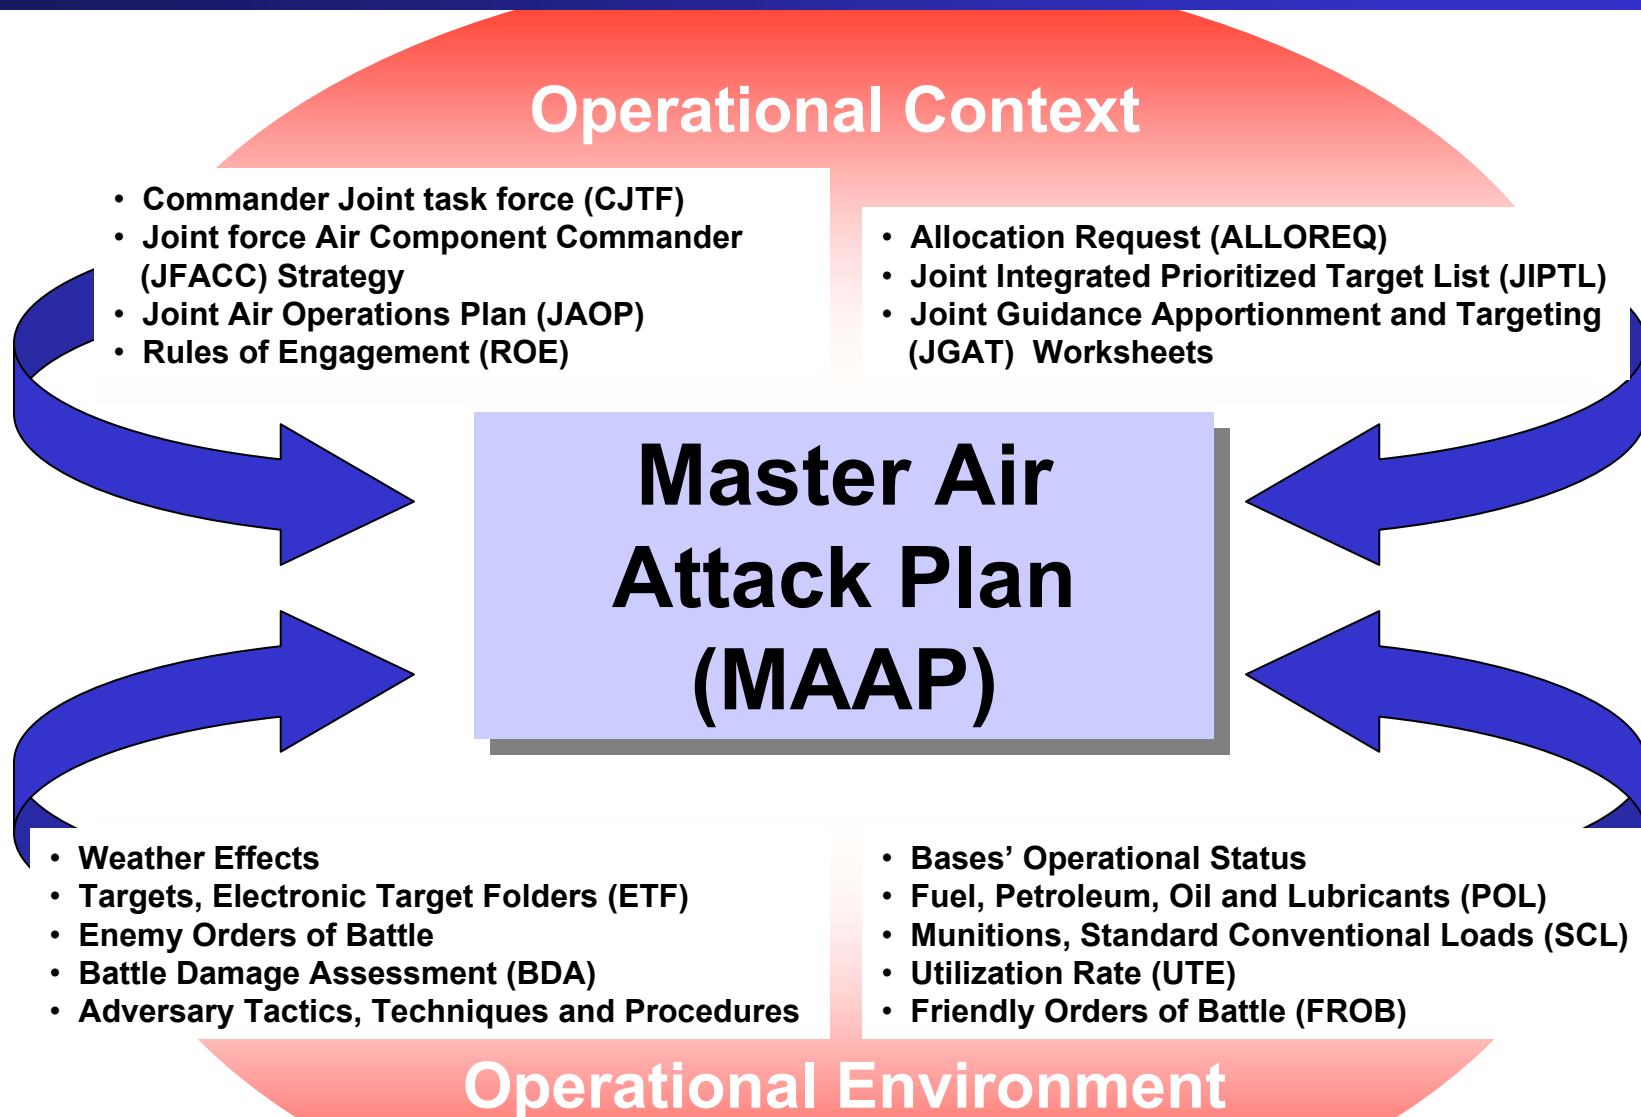 Operational Context
• Commander Joint task force (CJTF)
• Joint force Air Component Commander
(JFACC) Strategy
• Joint Air Operations Plan (JAOP)
• Rules of Engagement (ROE)
• Allocation Request (ALLOREQ)
• Joint Integrated Prioritized Target List (JIPTL)
• Joint Guidance Apportionment and Targeting
(JGAT) Worksheets
Master Air
Attack Plan
(MAAP)
• Weather Effects
• Targets, Electronic Target Folders (ETF)
• Enemy Orders of Battle
• Battle Damage Assessment (BDA)
• Adversary Tactics, Techniques and Procedures
• Bases’ Operational Status
• Fuel, Petroleum, Oil and Lubricants (POL)
• Munitions, Standard Conventional Loads (SCL)
• Utilization Rate (UTE)
• Friendly Orders of Battle (FROB)
Operational Environment